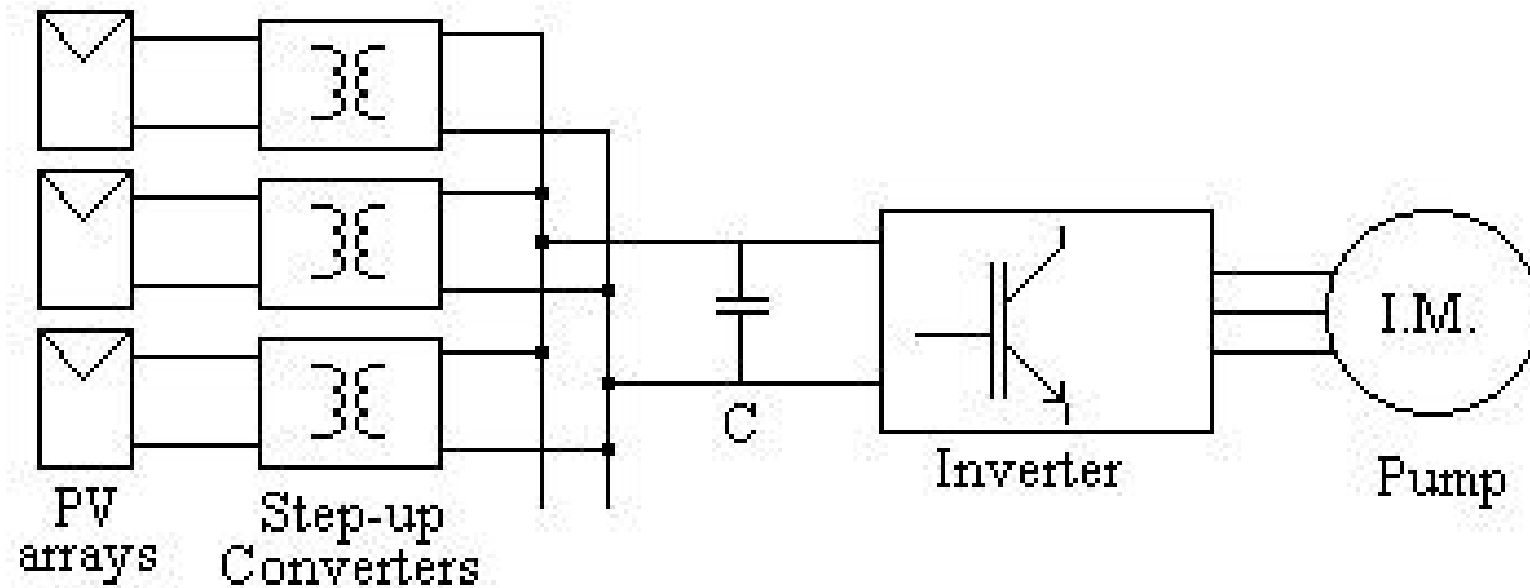 I.M.
C
Inverter
Pump
PV
arrays
Step-up
Converters